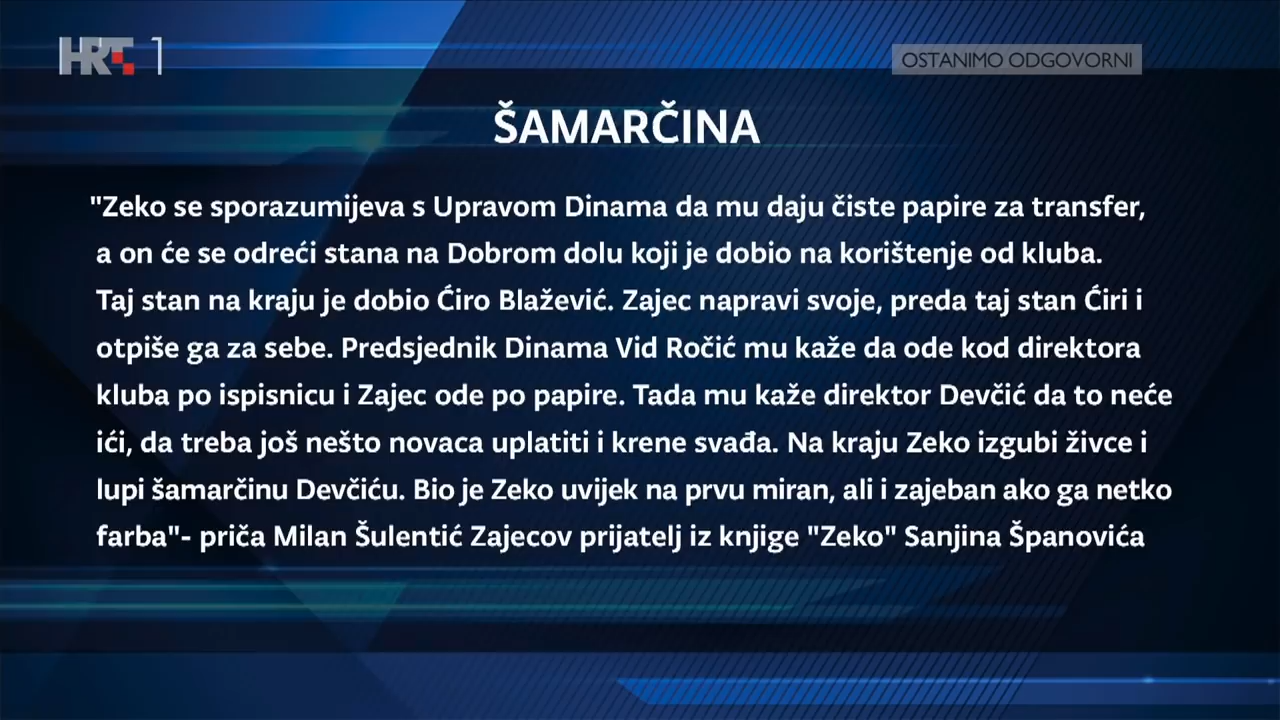 HRT 1
OSTANIMO ODGOVORNI
ŠAMARČINA
"Zeko se sporazumijeva s Upravom Dinama da mu daju čiste papire za transfer,
a on će se odreći stana na Dobrom dolu koji je dobio na korištenje od kluba.
Taj stan na kraju je dobio Ćiro Blažević. Zajec napravi svoje, preda taj stan Ćiri i
otpiše ga za sebe. Predsjednik Dinama Vid Ročić mu kaže da ode kod direktora
kluba po ispisnicu i Zajec ode po papire. Tada mu kaže direktor Devčić da to neće
ići, da treba još nešto novaca uplatiti i krene svađa. Na kraju Zeko izgubi živce i
lupi šamarčinu Devčiću. Bio je Zeko uvijek na prvu miran, ali i zajeban ako ga netko
farba"- priča Milan Šulentić Zajecov prijatelj iz knjige "Zeko" Sanjina Španovića